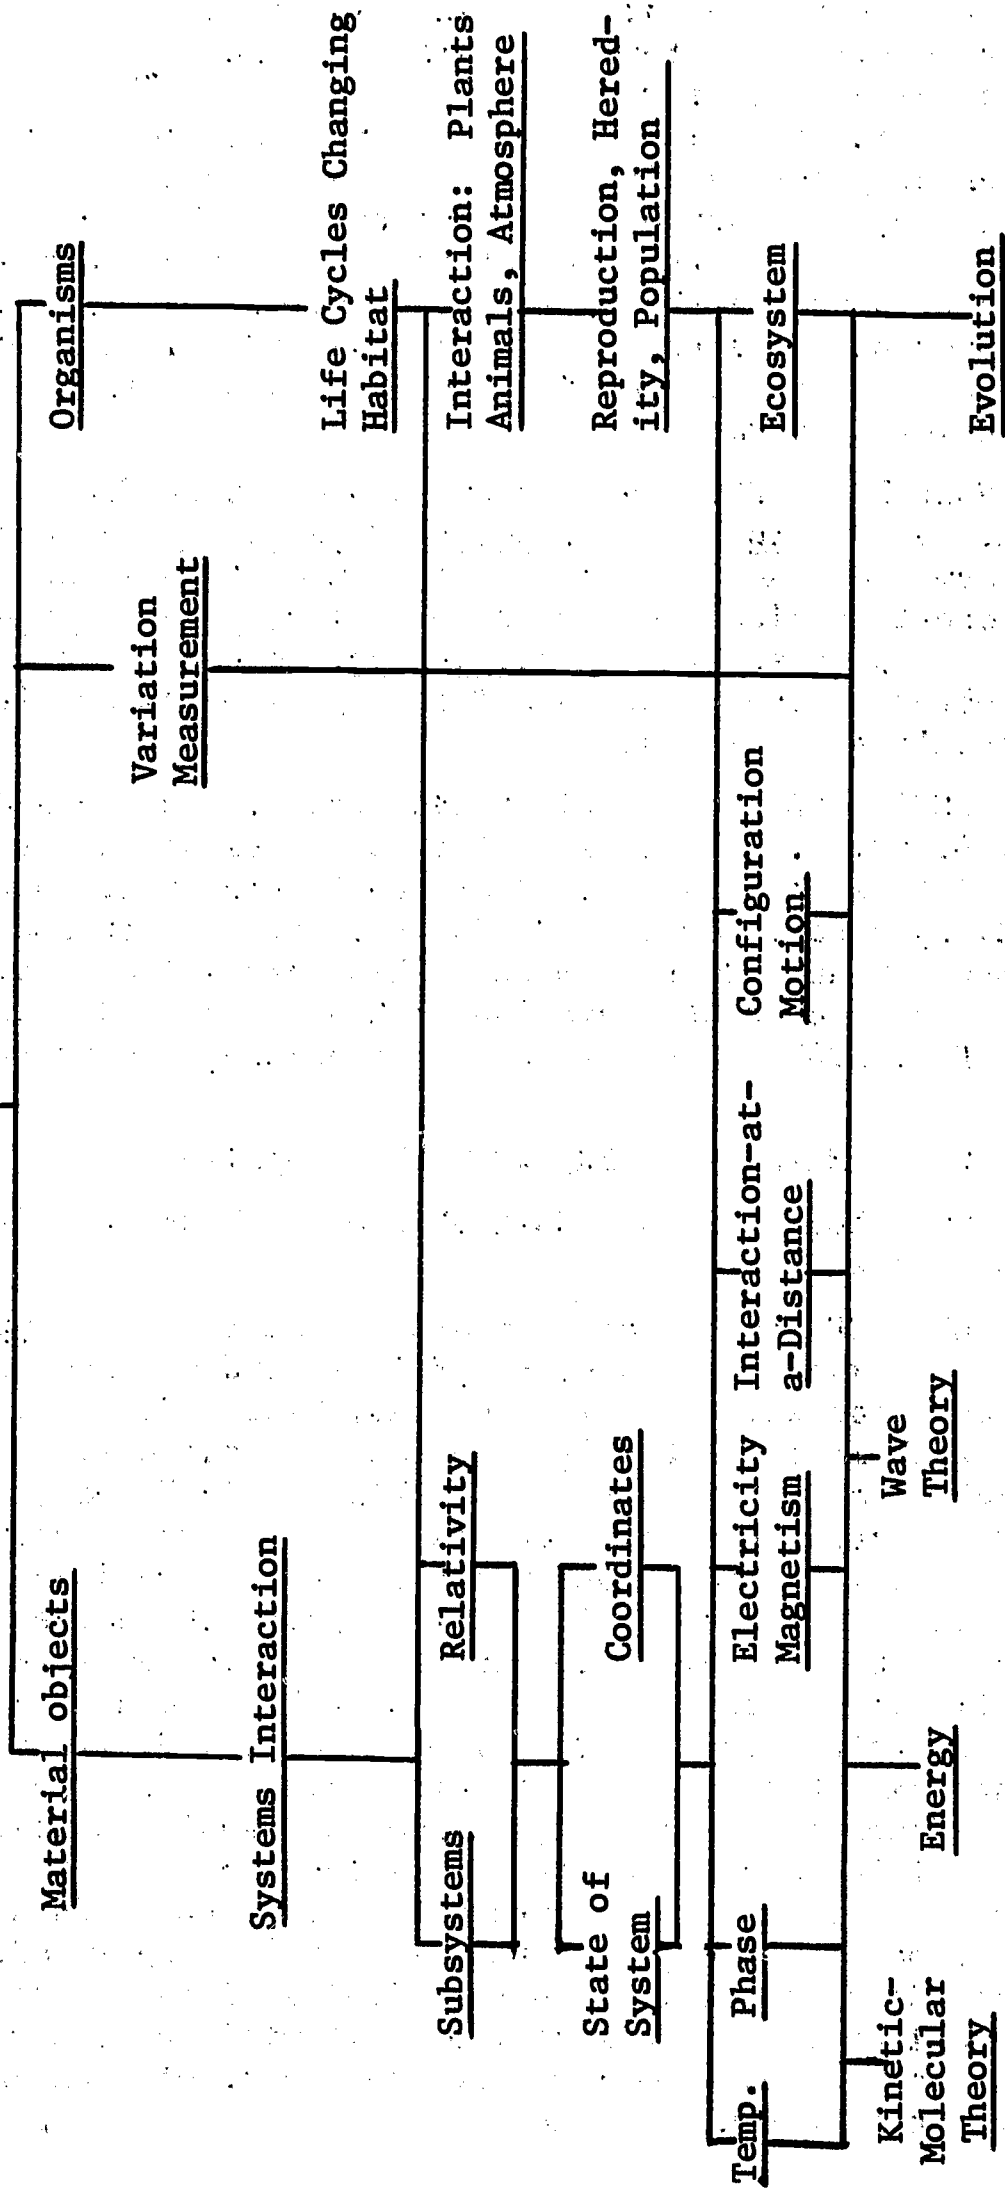 Material objects
Organisms
Variation
Measurement
Systems Interaction
Life Cycles Changing
Habitat
Subsystems
Relativity
Interaction: Plants
Animals, Atmosphere
State of
System
Coordinates
Reproduction, Hered-
ity, Population
Temp.
Phase
Electricity
Magnetism
Interaction-at-
a-Distance
Configuration
Motion
Ecosystem
Kinetic-
Molecular
Theory
Energy
Wave
Theory
Evolution